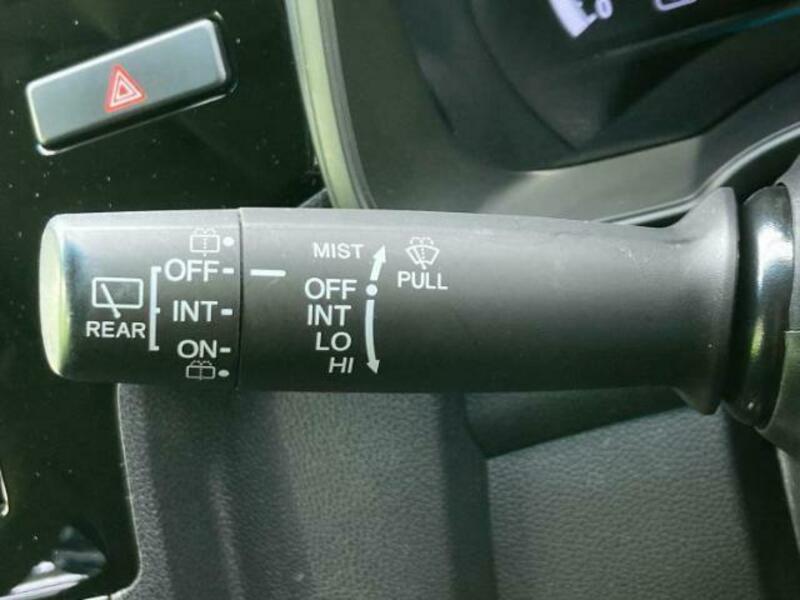 REAR
OFF
INT
ON
MIST
OFF
INT
LO
HI
PULL